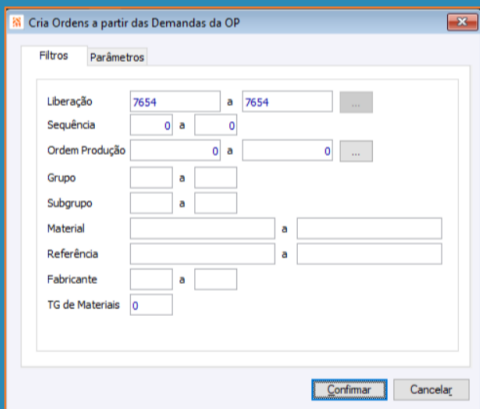 Cria Ordens a partir das Demandas da OP
Filtros Parâmetros
Liberação 7654 a 7654 ...
Sequência 0 a 0
Ordem Produção 0 a 0 ...
Grupo a
Subgrupo a
Material a
Referência a
Fabricante a
TG de Materiais 0
Confirmar Cancelar